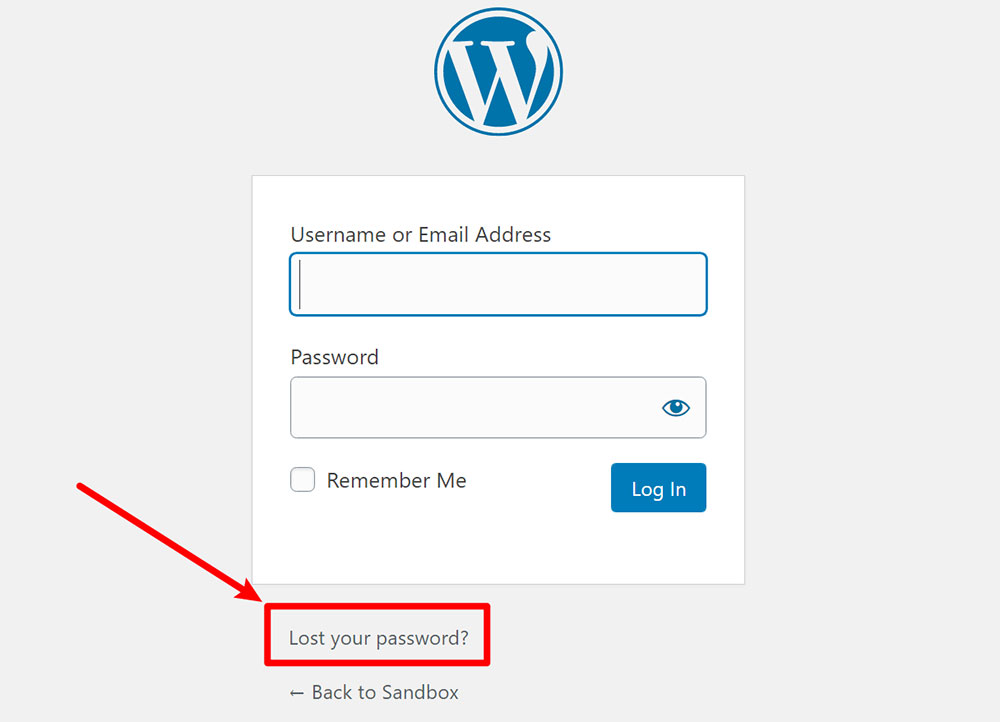 Username or Email Address
Password
Remember Me
Log In
Lost your password?
← Back to Sandbox